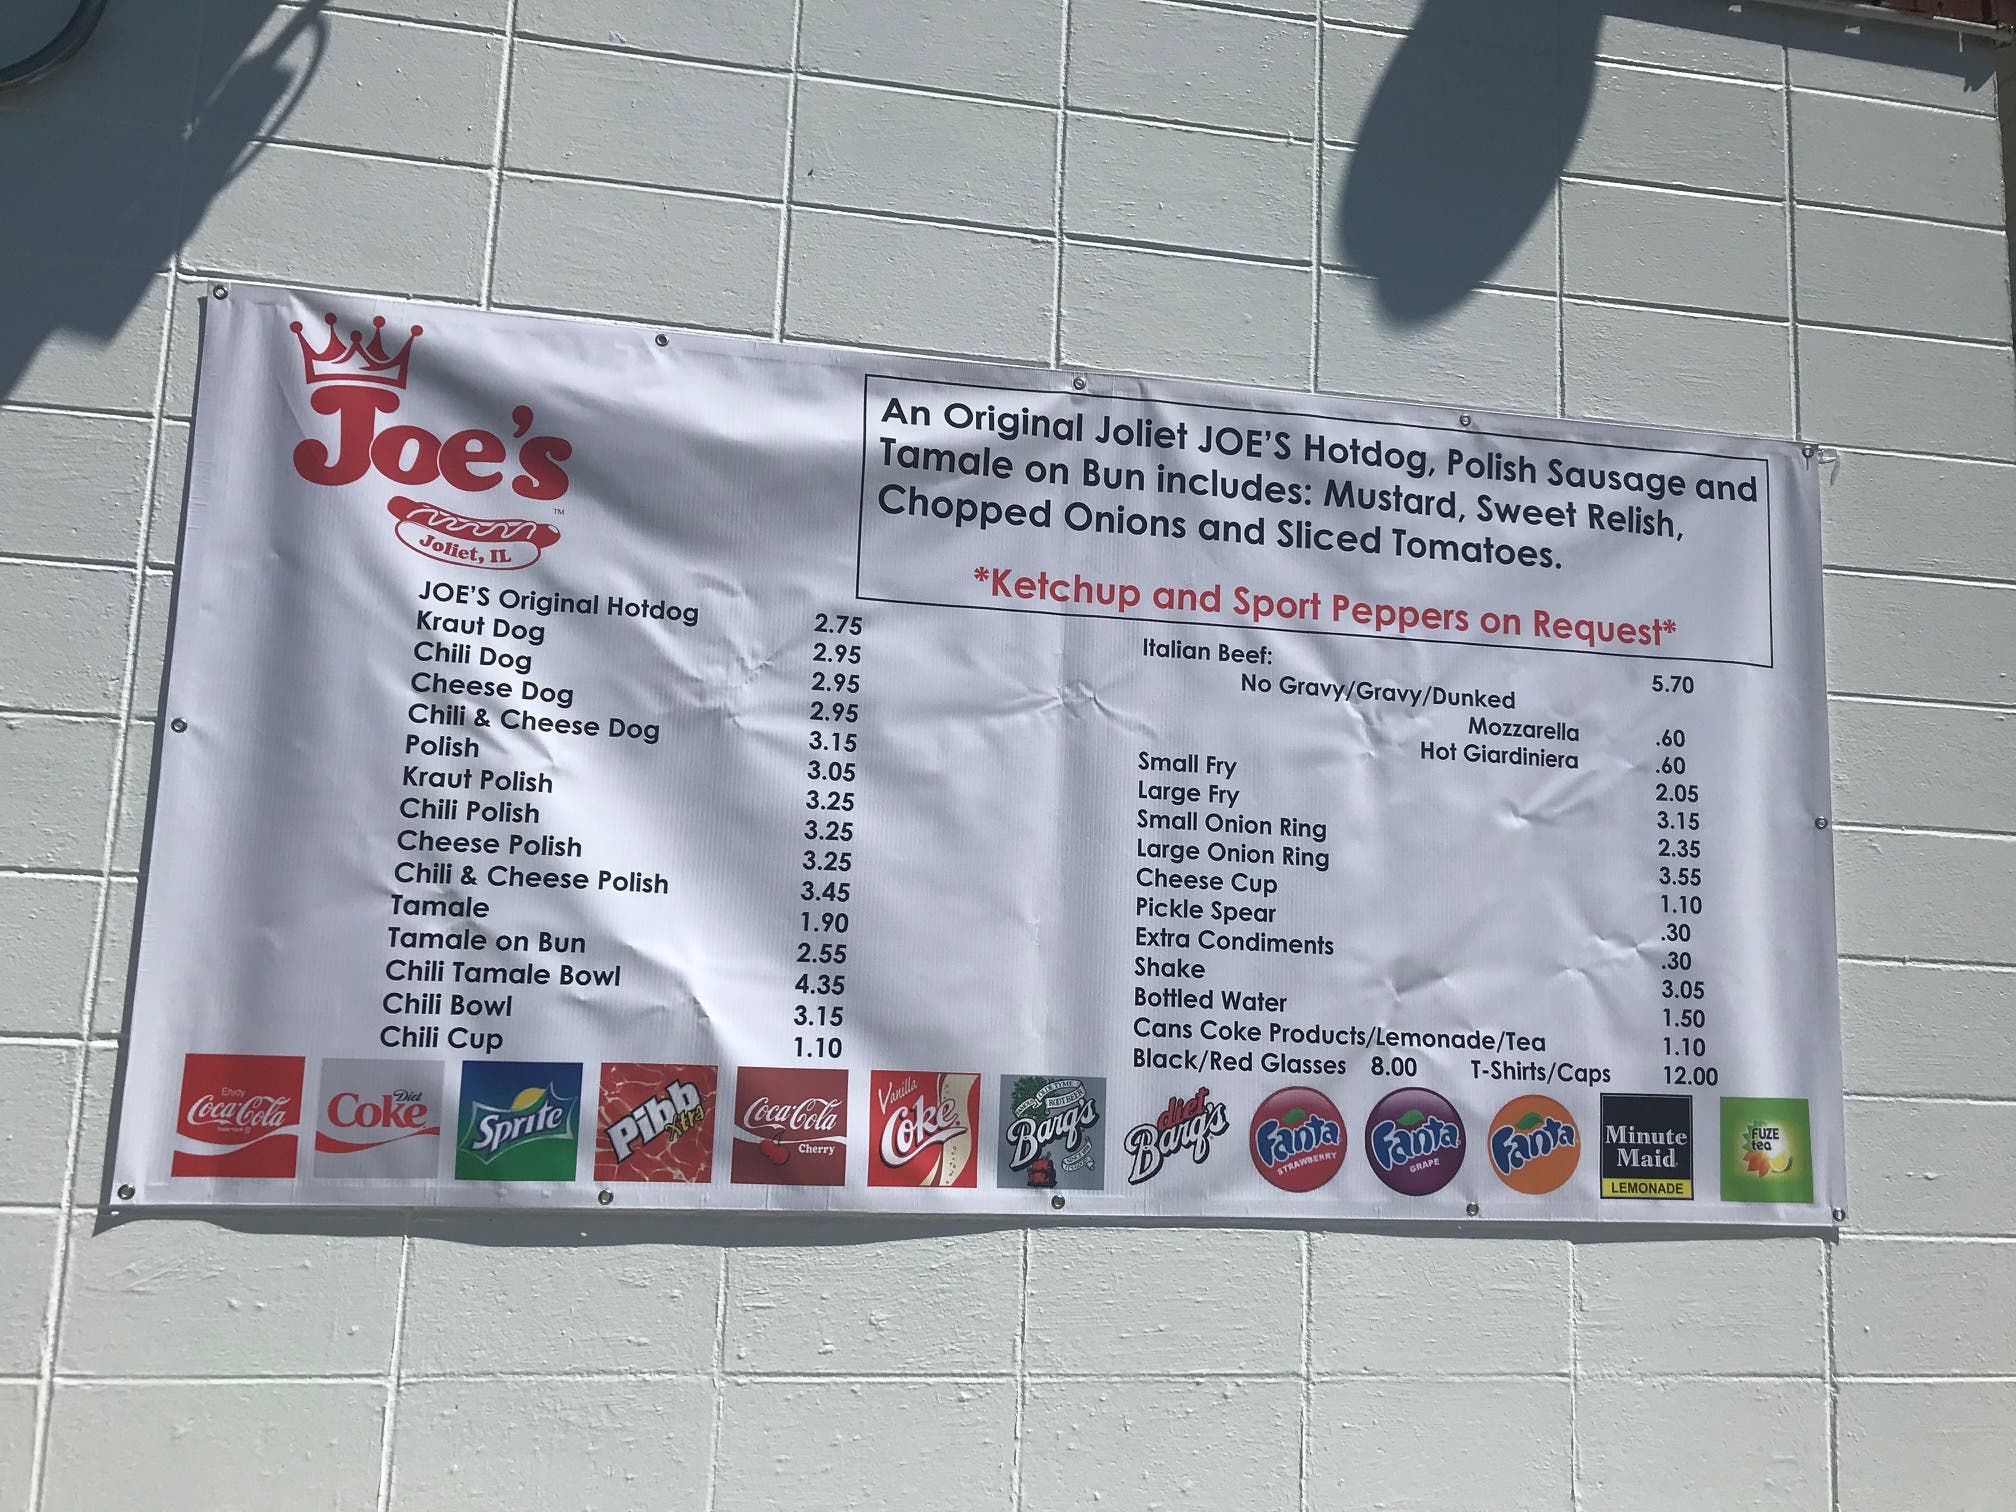 Joe's
TM
Joliet, IL
An Original Joliet JOE'S Hotdog, Polish Sausage and
Tamale on Bun includes: Mustard, Sweet Relish,
Chopped Onions and Sliced Tomatoes.
*Ketchup and Sport Peppers on Request*
JOE'S Original Hotdog 2.75
Kraut Dog 2.95
Chili Dog 2.95
Cheese Dog 2.95
Chili & Cheese Dog 3.15
Polish 3.05
Kraut Polish 3.25
Chili Polish 3.25
Cheese Polish 3.25
Chili & Cheese Polish 3.45
Tamale 1.90
Tamale on Bun 2.55
Chili Tamale Bowl 4.35
Chili Bowl 3.15
Chili Cup 1.10
Italian Beef: 5.70
No Gravy/Gravy/Dunked
Mozzarella .60
Hot Giardiniera .60
Small Fry 2.05
Large Fry 3.15
Small Onion Ring 2.35
Large Onion Ring 3.55
Cheese Cup 1.10
Pickle Spear .30
Extra Condiments .30
Shake 3.05
Bottled Water 1.50
Cans Coke Products/Lemonade/Tea 1.10
Black/Red Glasses 8.00 T-Shirts/Caps 12.00
Enjoy
Coca-Cola
Diet
Coke
Sprite
Pibb
Xtra
Coca-Cola
Cherry
Vanilla
Coke
OLDE TYME
ROOT BEER
Barq's
diet
Barq's
Fanta
STRAWBERRY
Fanta
GRAPE
Fanta
Minute
Maid
LEMONADE
FUZE
tea